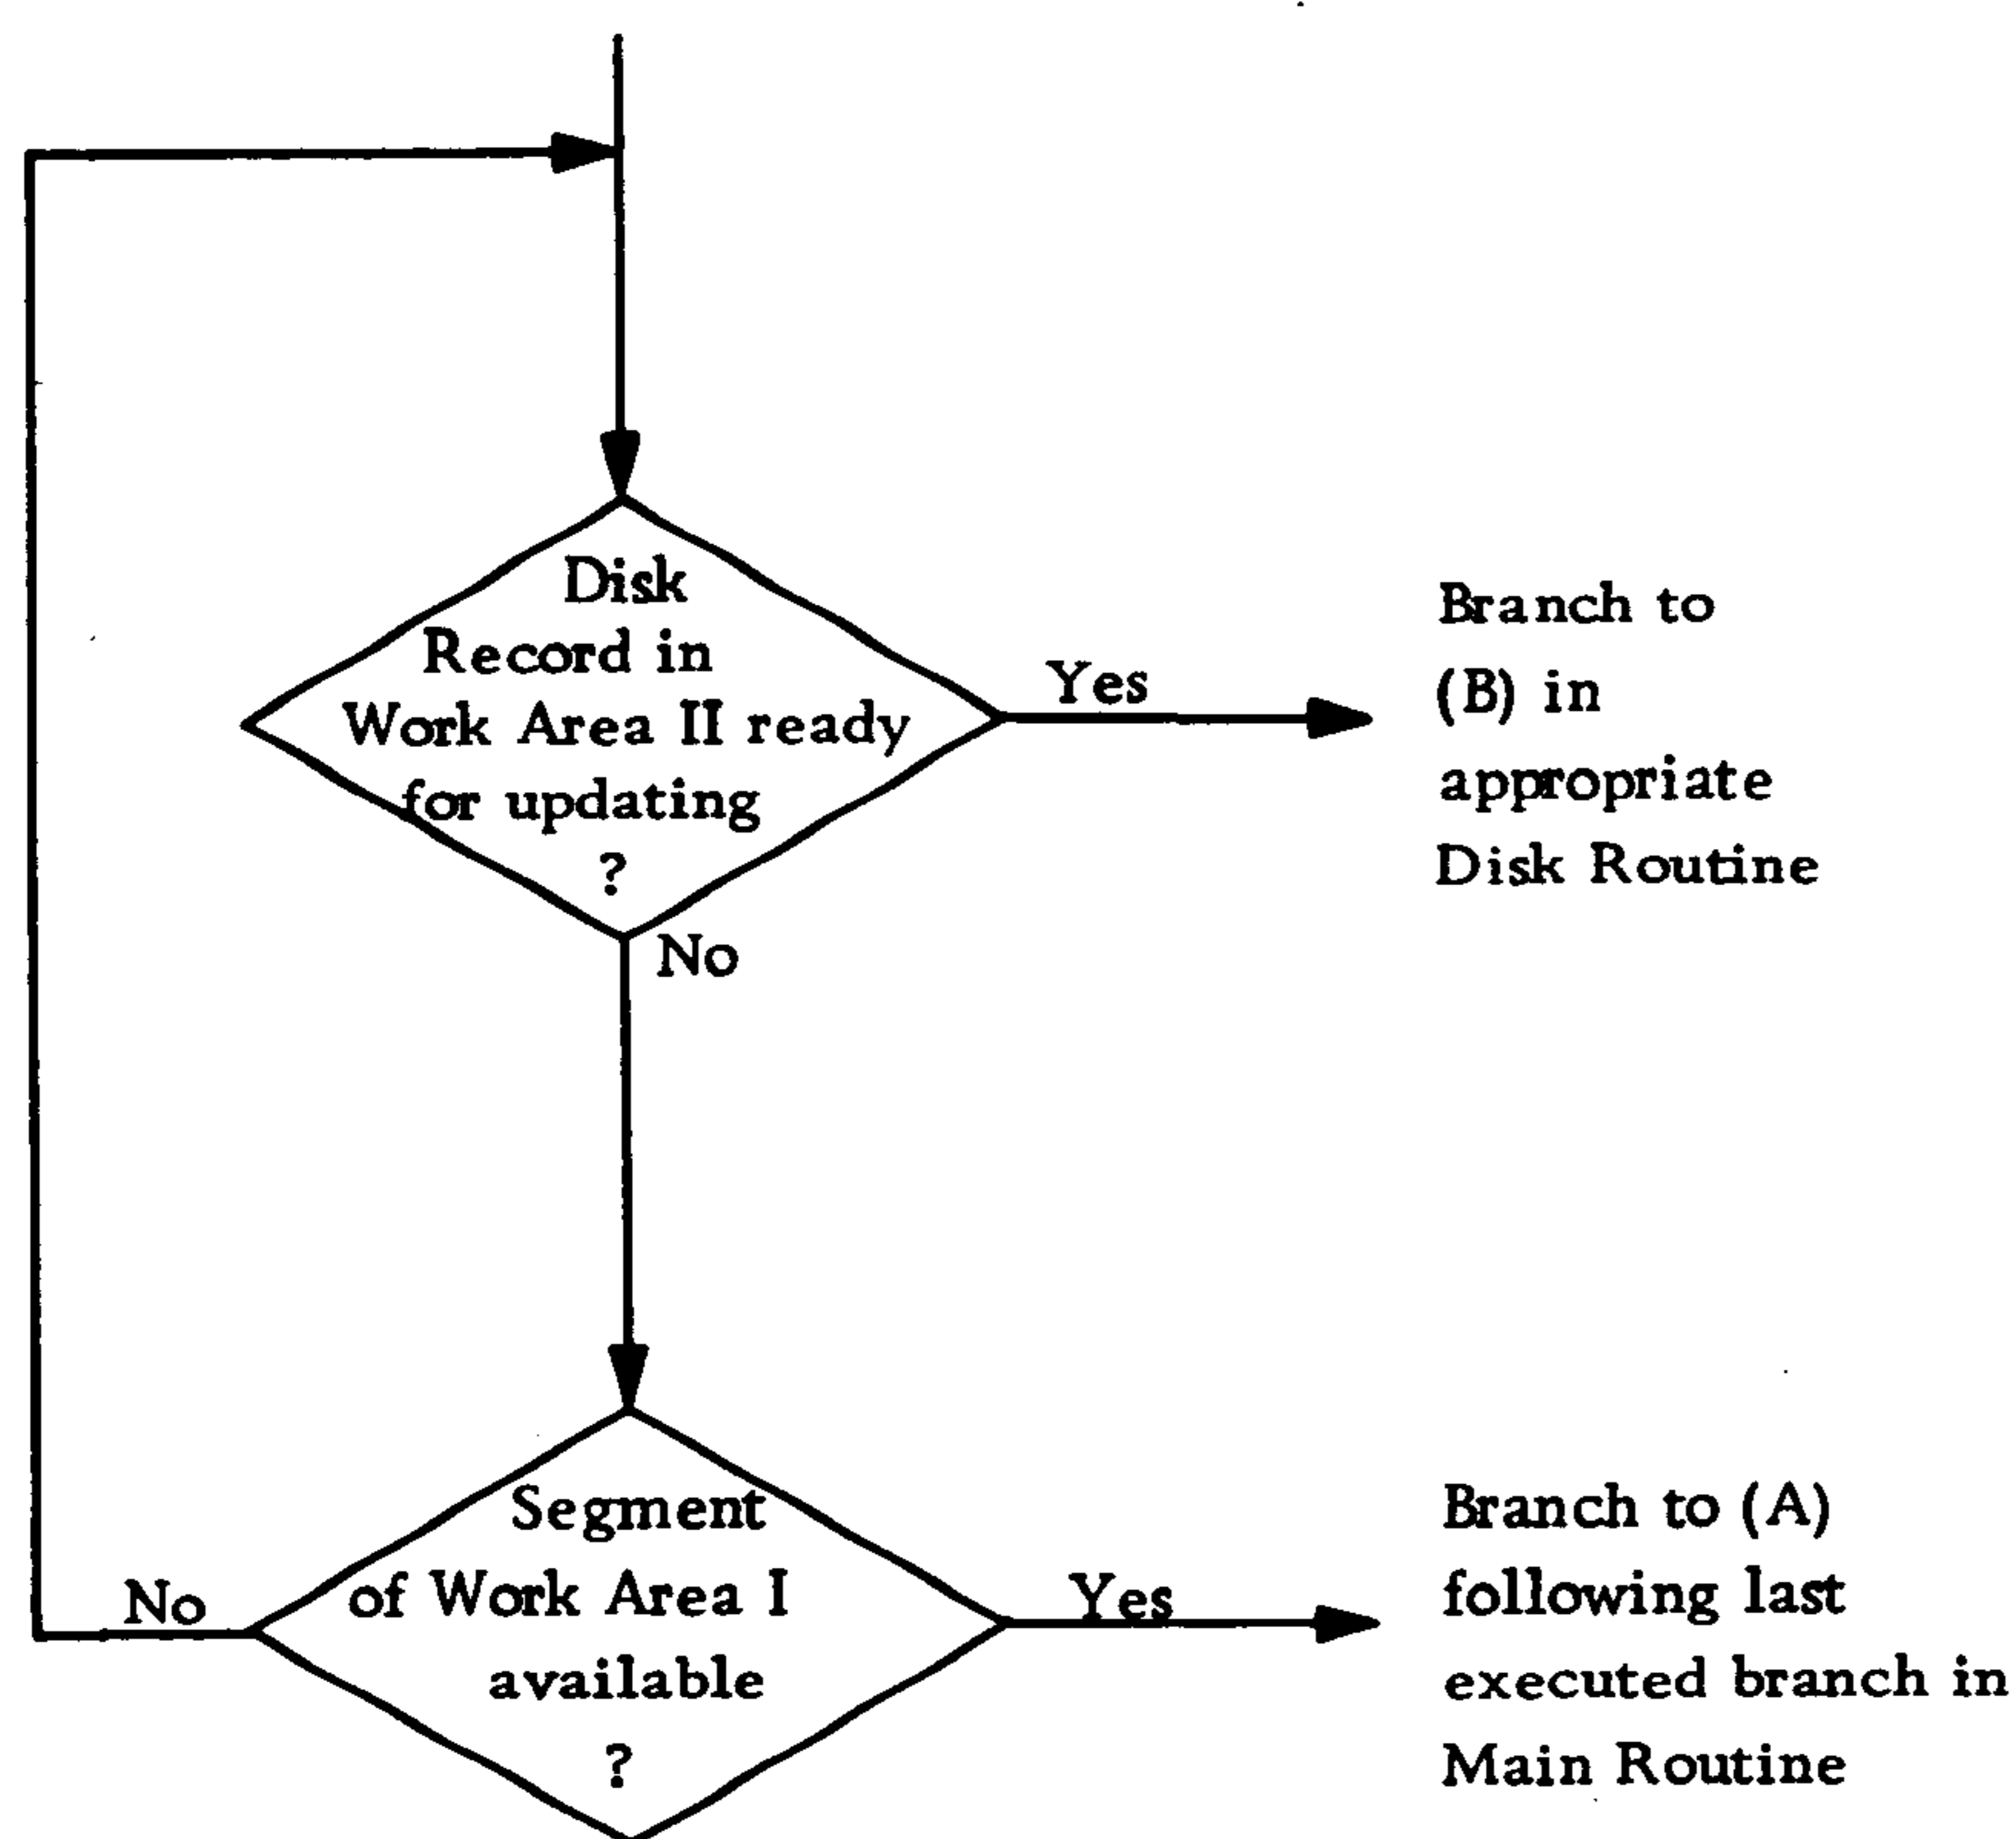 Disk
Record in
Work Area II ready
for updating
?
Yes
Branch to
(B) in
appropriate
Disk Routine
No
Segment
of Work Area I
available
?
No
Yes
Branch to (A)
following last
executed branch in
Main Routine